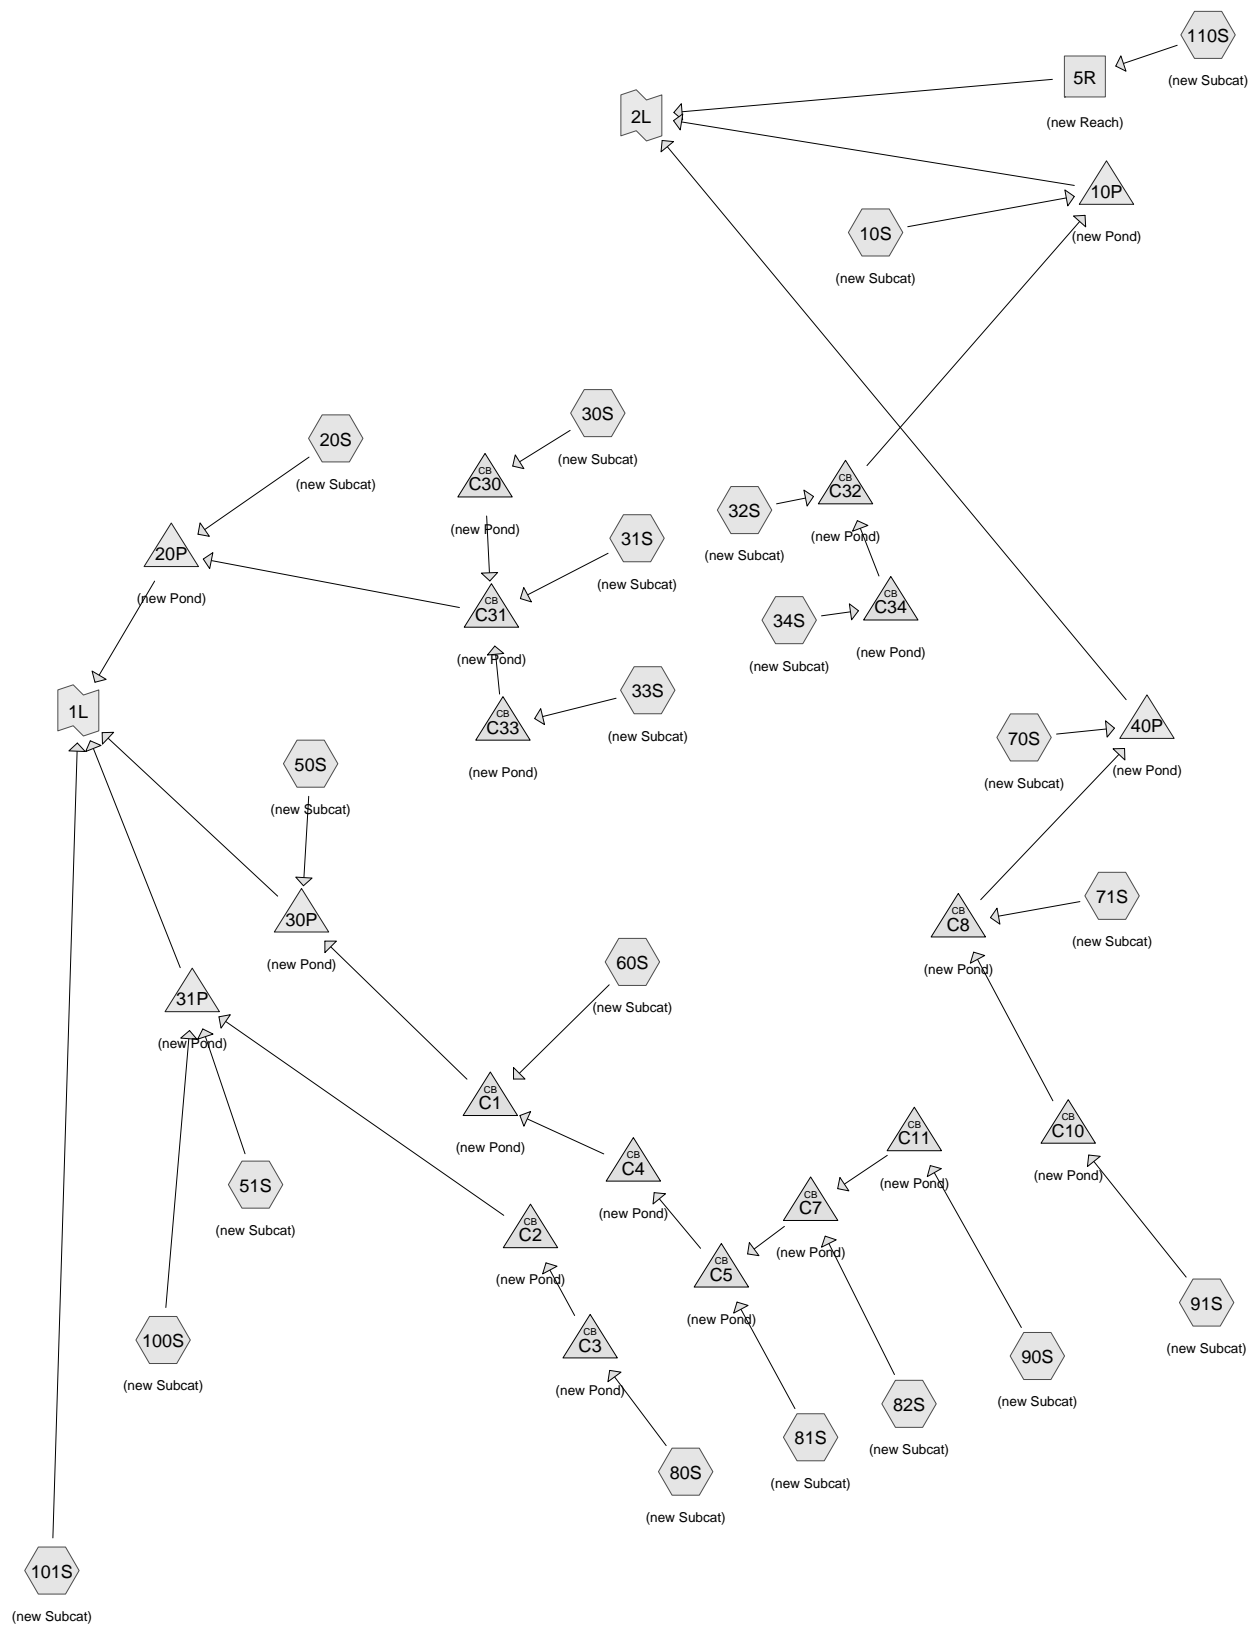 110S
(new Subcat)
5R
(new Reach)
2L
10P
(new Pond)
10S
(new Subcat)
30S
(new Subcat)
20S
(new Subcat)
CB
C30
(new Pond)
CB
C32
(new Pond)
32S
(new Subcat)
31S
(new Subcat)
20P
(new Pond)
CB
C31
(new Pond)
CB
C34
(new Pond)
34S
(new Subcat)
33S
(new Subcat)
CB
C33
(new Pond)
1L
40P
(new Pond)
70S
(new Subcat)
50S
(new Subcat)
30P
(new Pond)
71S
(new Subcat)
CB
C8
(new Pond)
60S
(new Subcat)
31P
(new Pond)
CB
C1
(new Pond)
CB
C11
(new Pond)
CB
C10
(new Pond)
CB
C4
(new Pond)
51S
(new Subcat)
CB
C7
(new Pond)
CB
C2
(new Pond)
CB
C5
(new Pond)
91S
(new Subcat)
100S
(new Subcat)
CB
C3
(new Pond)
90S
(new Subcat)
82S
(new Subcat)
81S
(new Subcat)
80S
(new Subcat)
101S
(new Subcat)